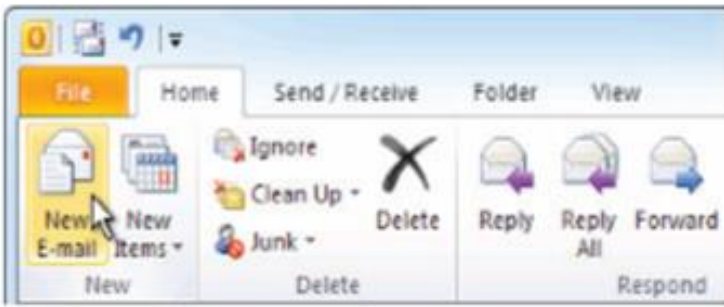 File Home Send / Receive Folder View
Ignore
Clean Up
Junk
New E-mail
New Items
Delete
Reply
Reply All
Forward
New Delete Respond